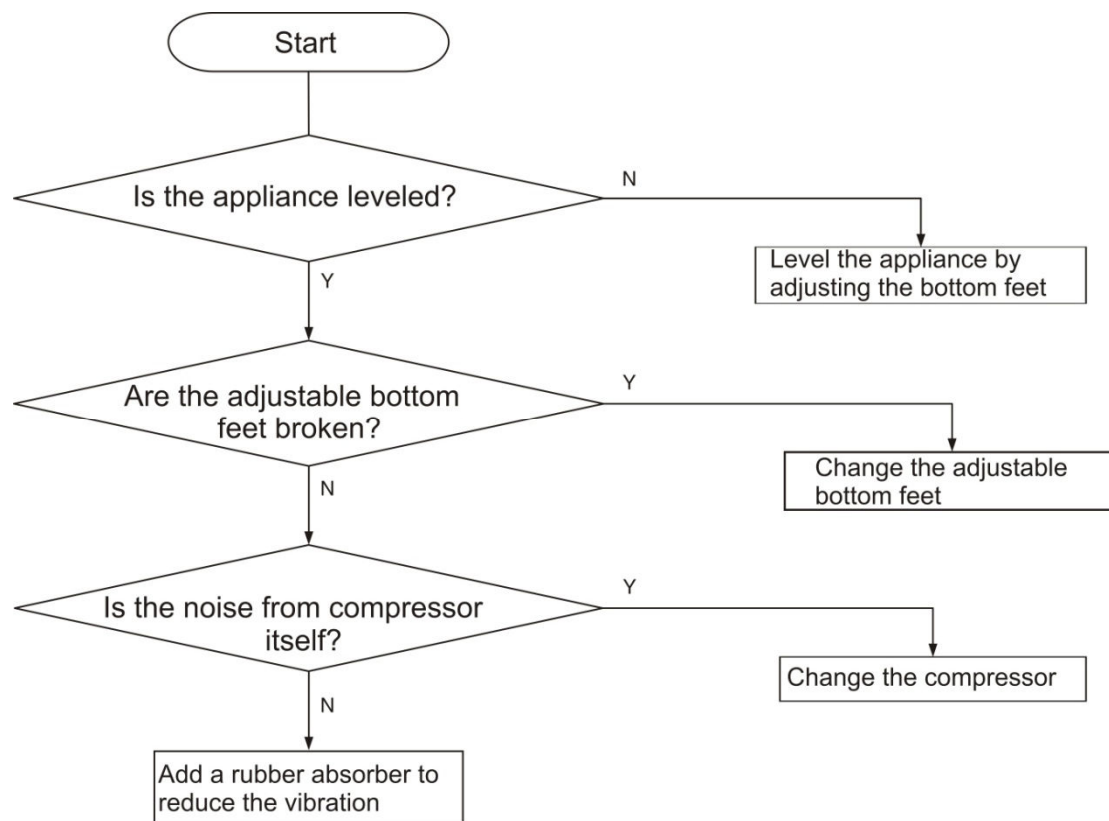 Start
Is the appliance leveled?
N
Level the appliance by
adjusting the bottom feet
Y
Are the adjustable bottom
feet broken?
Y
Change the adjustable
bottom feet
N
Is the noise from compressor
itself?
Y
Change the compressor
N
Add a rubber absorber to
reduce the vibration